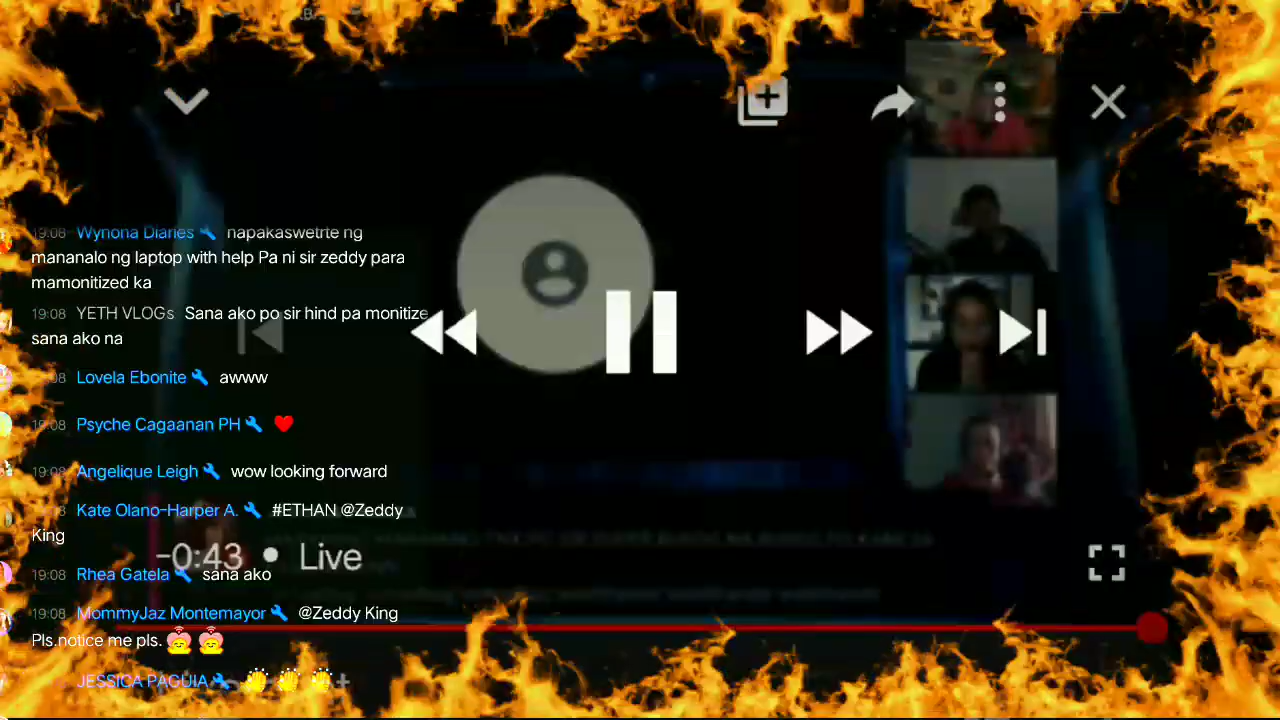 19:08 Wynona Diaries napakaswetrte ng
mananalo ng laptop with help Pa ni sir zeddy para
mamonitized ka
19:08 YETH VLOGs Sana ako po sir hind pa monitize
sana ako na
Lovela Ebonite awww
19:08 Psyche Cagaanan PH ❤️
19:08 Angelique Leigh wow looking forward
Kate Olano-Harper A. #ETHAN @Zeddy
King
-0:43 • Live
19:08 Rhea Gatela sana ako
19:08 MommyJaz Montemayor @Zeddy King
Pls.notice me pls.
JESSICA PAGUIA